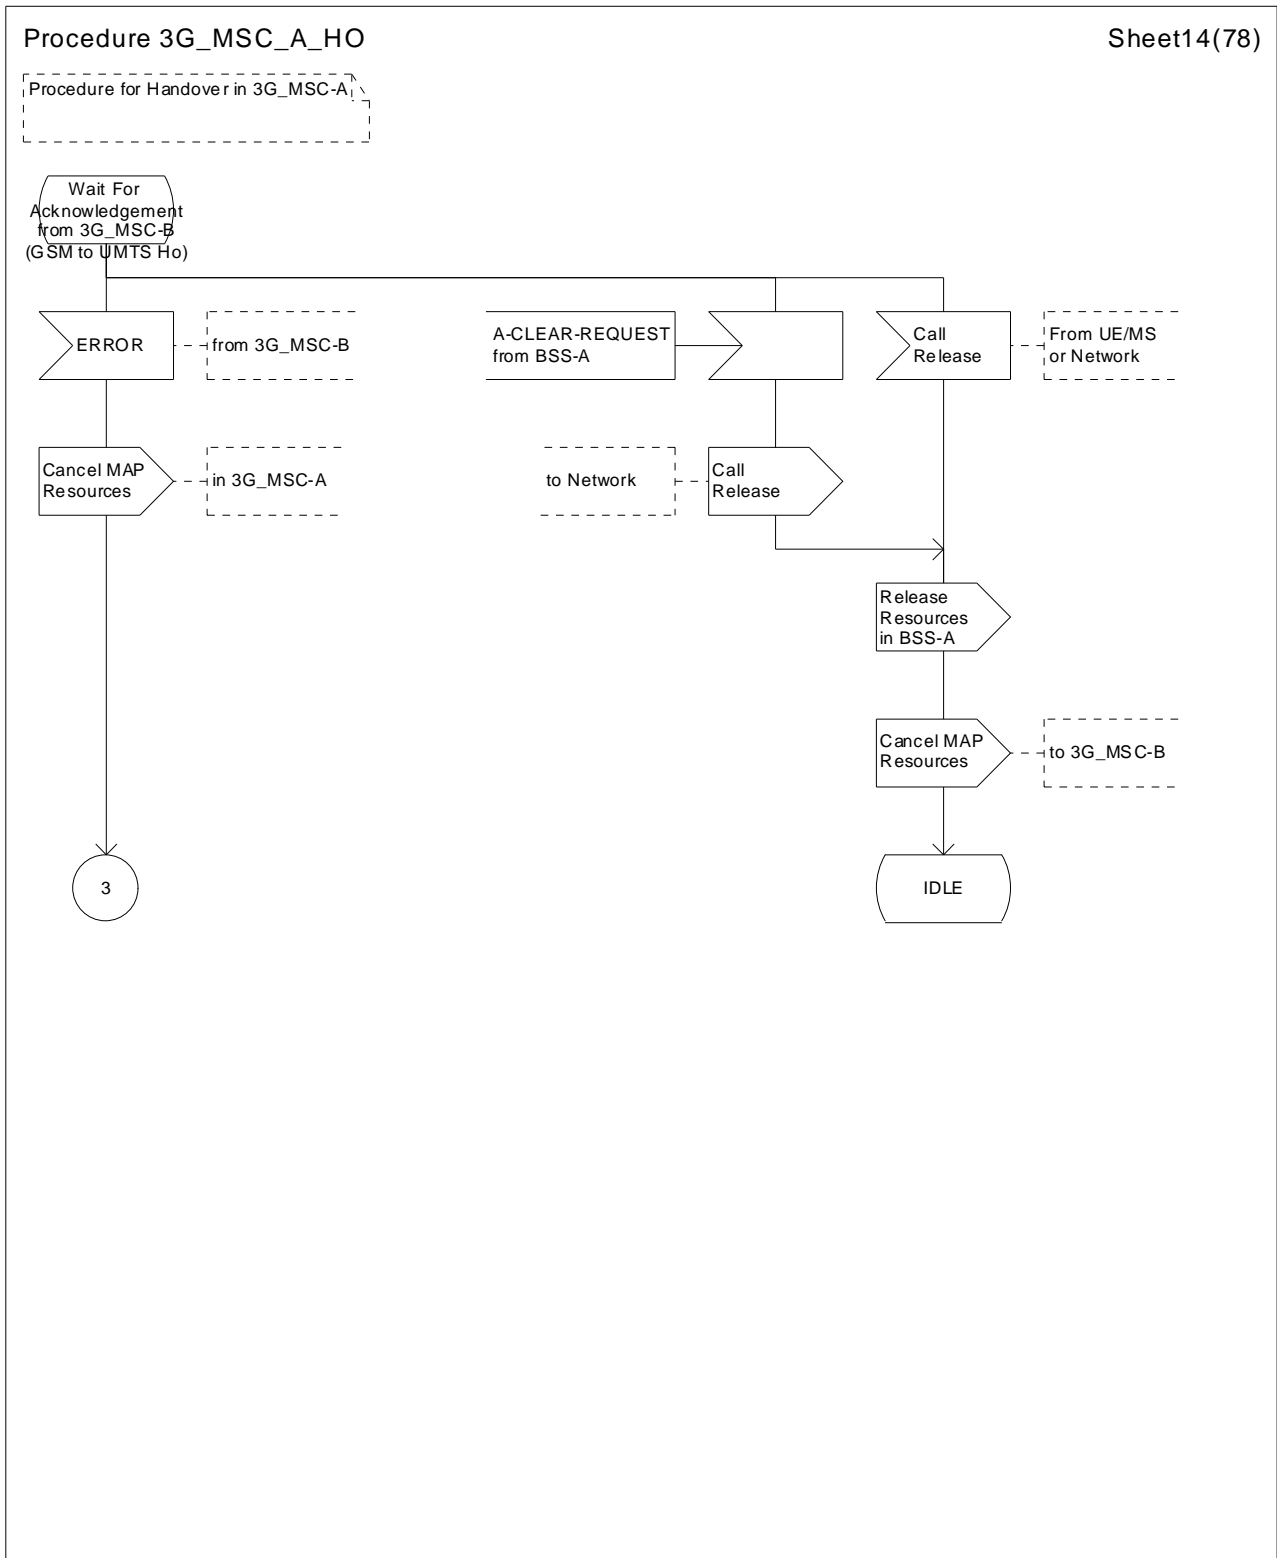 Procedure 3G_MSC_A_HO
Sheet14(78)
Procedure for Handover in 3G_MSC-A
Wait For
Acknowledgement
from 3G_MSC-B
(GSM to UMTS Ho)
ERROR
from 3G_MSC-B
A-CLEAR-REQUEST
from BSS-A
Call
Release
From UE/MS
or Network
Cancel MAP
Resources
in 3G_MSC-A
to Network
Call
Release
Release
Resources
in BSS-A
Cancel MAP
Resources
to 3G_MSC-B
3
IDLE